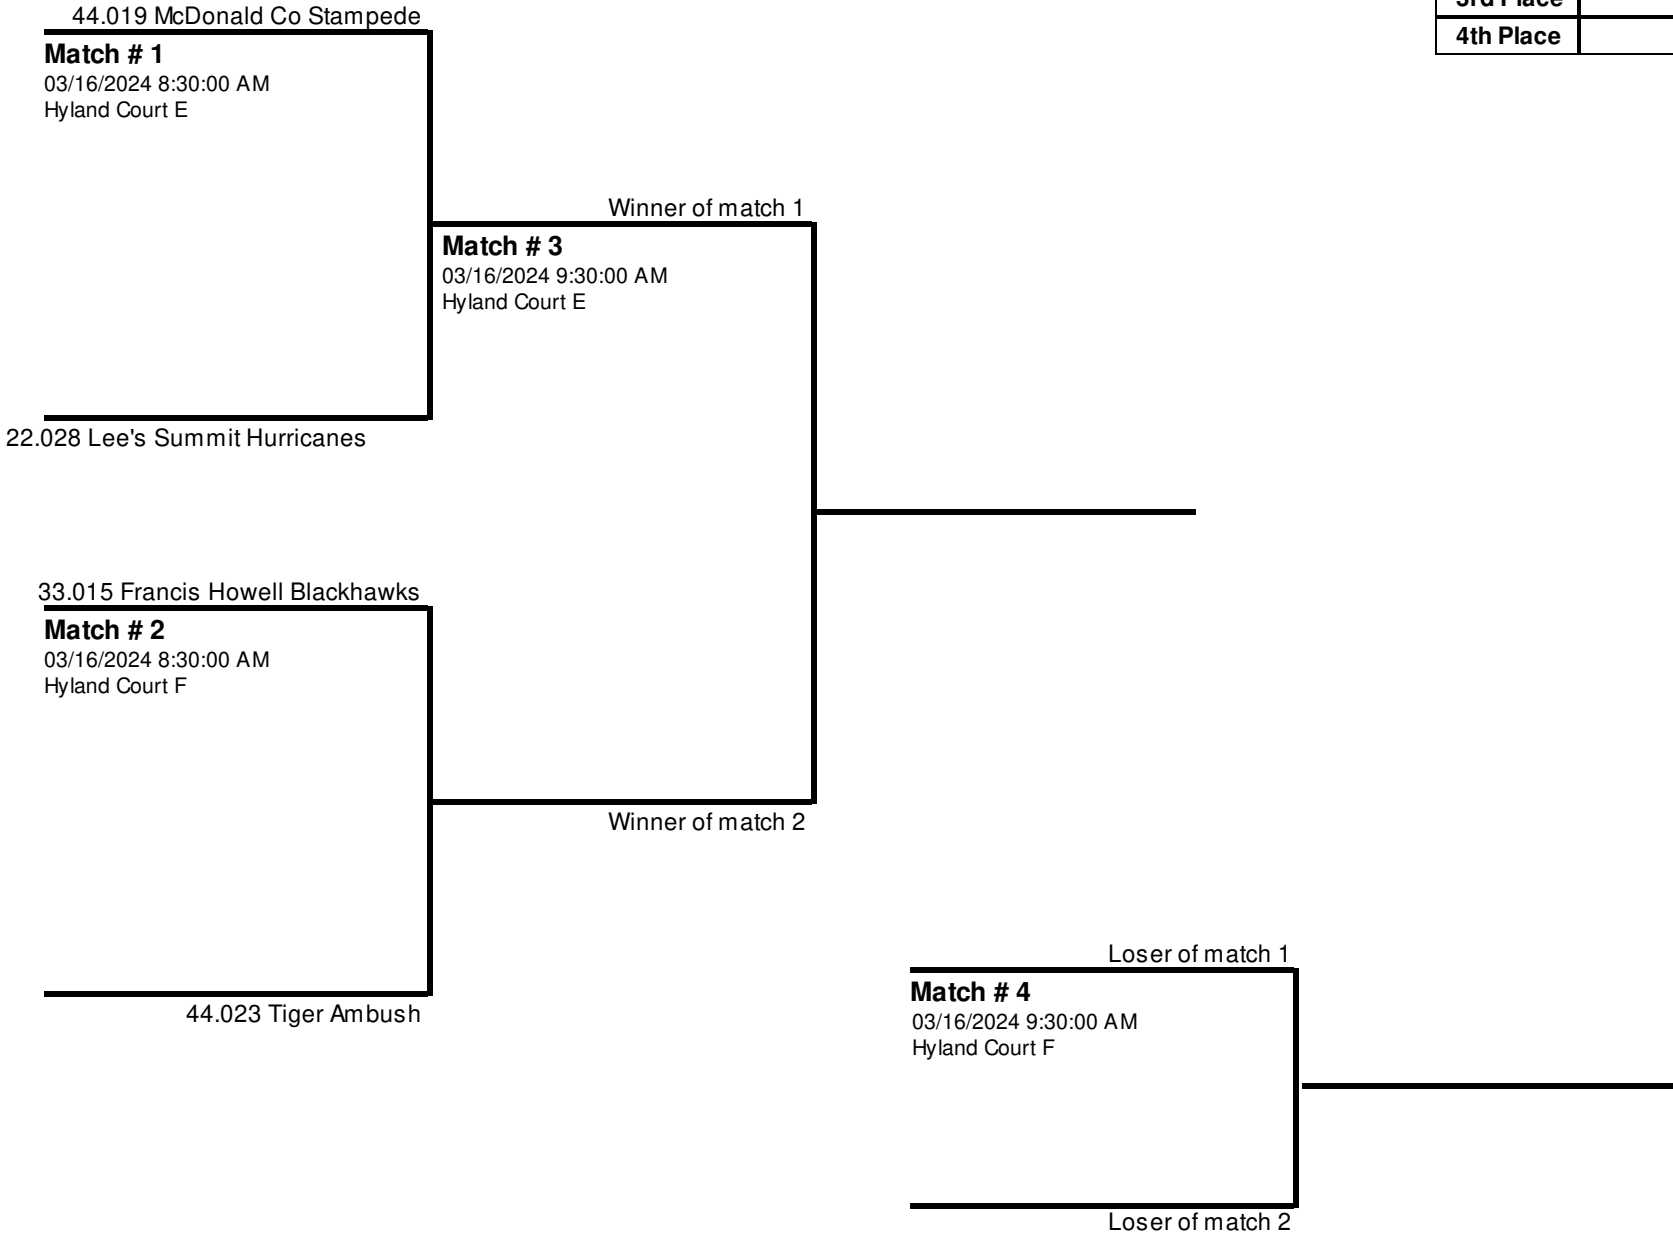 44.019 McDonald Co Stampede
Match # 1
03/16/2024 8:30:00 AM
Hyland Court E
3rd Place
4th Place
Winner of match 1
Match # 3
03/16/2024 9:30:00 AM
Hyland Court E
22.028 Lee's Summit Hurricanes
33.015 Francis Howell Blackhawks
Match # 2
03/16/2024 8:30:00 AM
Hyland Court F
Winner of match 2
44.023 Tiger Ambush
Loser of match 1
Match # 4
03/16/2024 9:30:00 AM
Hyland Court F
Loser of match 2